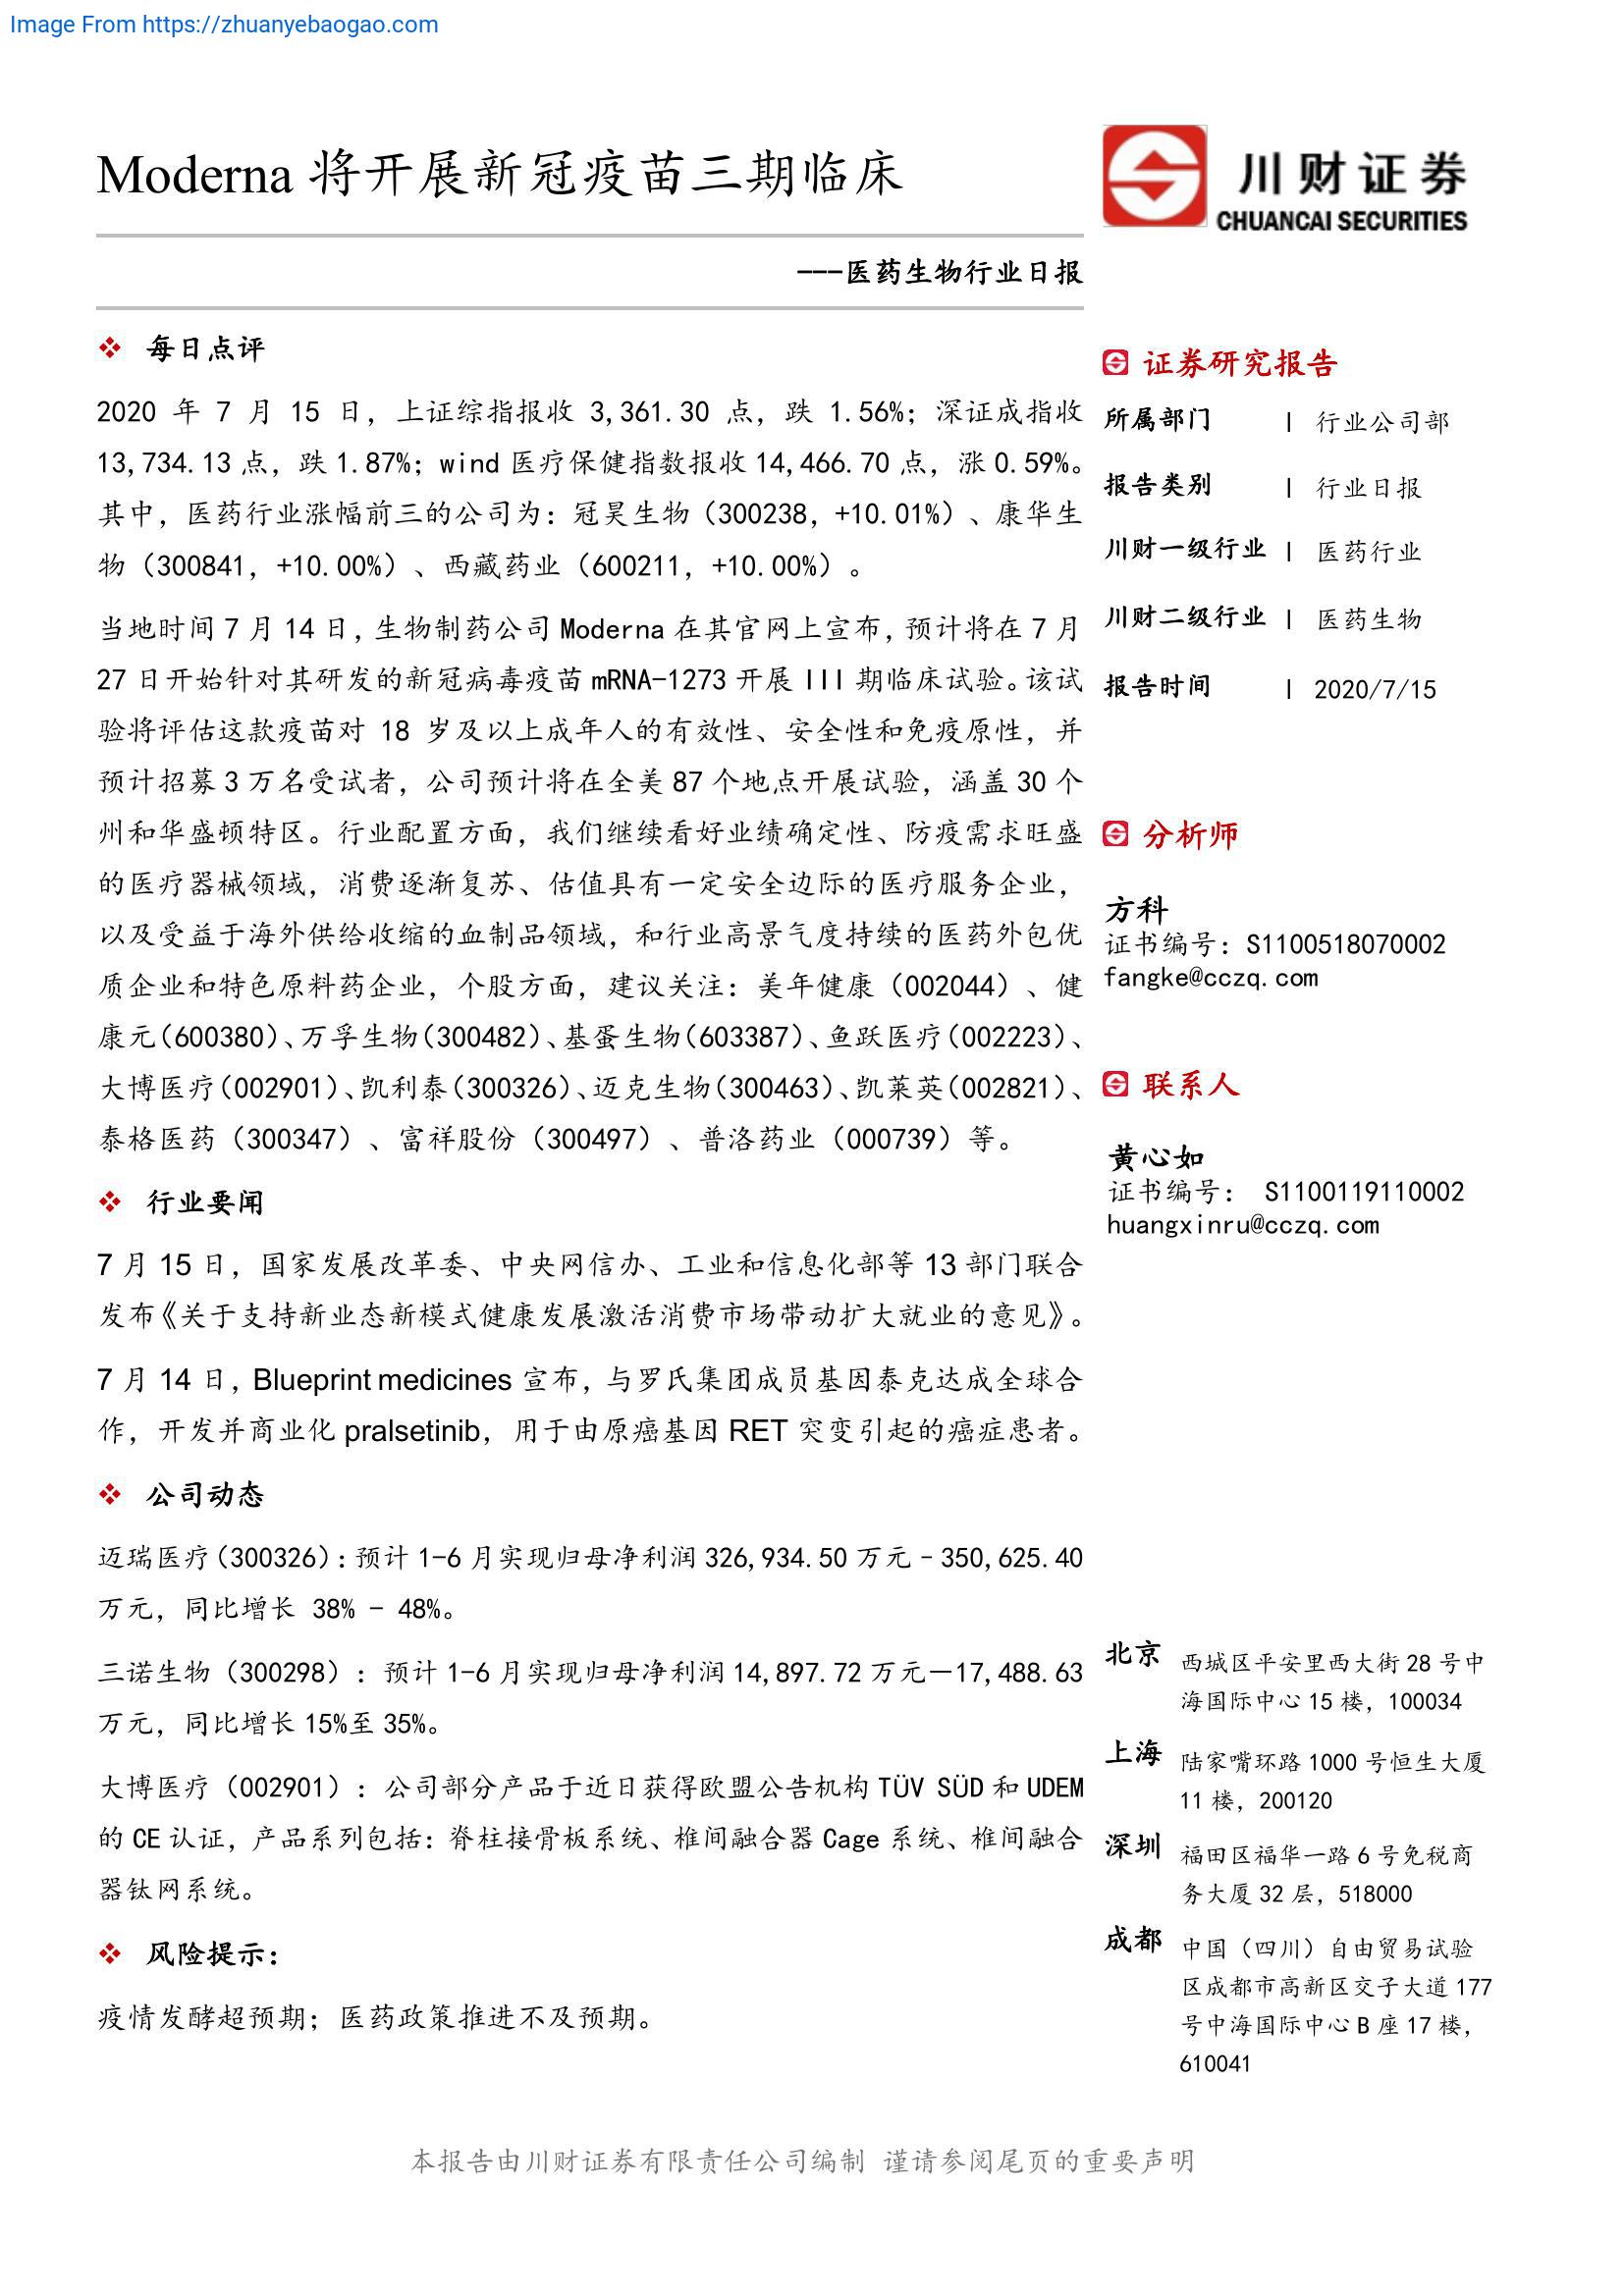 Image From https://zhuanyebaogao.com
Moderna 将开展新冠疫苗三期临床
---医药生物行业日报
川财证券
CHUANCAI SECURITIES
❖ 每日点评
2020 年 7 月 15 日，上证综指报收 3,361.30 点，跌 1.56%；深证成指收
13,734.13 点，跌 1.87%；wind 医疗保健指数报收 14,466.70 点，涨 0.59%。
其中，医药行业涨幅前三的公司为：冠昊生物（300238，+10.01%）、康华生
物（300841，+10.00%）、西藏药业（600211，+10.00%）。
当地时间 7 月 14 日，生物制药公司 Moderna 在其官网上宣布，预计将在 7 月
27 日开始针对其研发的新冠病毒疫苗 mRNA-1273 开展 III 期临床试验。该试
验将评估这款疫苗对 18 岁及以上成年人的有效性、安全性和免疫原性，并
预计招募 3 万名受试者，公司预计将在全美 87 个地点开展试验，涵盖 30 个
州和华盛顿特区。行业配置方面，我们继续看好业绩确定性、防疫需求旺盛
的医疗器械领域，消费逐渐复苏、估值具有一定安全边际的医疗服务企业，
以及受益于海外供给收缩的血制品领域，和行业高景气度持续的医药外包优
质企业和特色原料药企业，个股方面，建议关注：美年健康（002044）、健
康元（600380）、万孚生物（300482）、基蛋生物（603387）、鱼跃医疗（002223）、
大博医疗（002901）、凯利泰（300326）、迈克生物（300463）、凯莱英（002821）、
泰格医药（300347）、富祥股份（300497）、普洛药业（000739）等。
❖ 行业要闻
7 月 15 日，国家发展改革委、中央网信办、工业和信息化部等 13 部门联合
发布《关于支持新业态新模式健康发展激活消费市场带动扩大就业的意见》。
7 月 14 日，Blueprint medicines 宣布，与罗氏集团成员基因泰克达成全球合
作，开发并商业化 pralsetinib，用于由原癌基因 RET 突变引起的癌症患者。
❖ 公司动态
迈瑞医疗（300326）：预计 1-6 月实现归母净利润 326,934.50 万元–350,625.40
万元，同比增长 38% - 48%。
三诺生物（300298）：预计 1-6 月实现归母净利润 14,897.72 万元—17,488.63
万元，同比增长 15%至 35%。
大博医疗（002901）：公司部分产品于近日获得欧盟公告机构 TÜV SÜD 和 UDEM
的 CE 认证，产品系列包括：脊柱接骨板系统、椎间融合器 Cage 系统、椎间融合
器钛网系统。
❖ 风险提示：
疫情发酵超预期；医药政策推进不及预期。
证券研究报告
所属部门 | 行业公司部
报告类别 | 行业日报
川财一级行业 | 医药行业
川财二级行业 | 医药生物
报告时间 | 2020/7/15
分析师
方科
证书编号：S1100518070002
fangke@cczq.com
联系人
黄心如
证书编号： S1100119110002
huangxinru@cczq.com
北京 西城区平安里西大街 28 号中
海国际中心 15 楼，100034
上海 陆家嘴环路 1000 号恒生大厦
11 楼，200120
深圳 福田区福华一路 6 号免税商
务大厦 32 层，518000
成都 中国（四川）自由贸易试验
区成都市高新区交子大道 177
号中海国际中心 B 座 17 楼，
610041
本报告由川财证券有限责任公司编制 谨请参阅尾页的重要声明